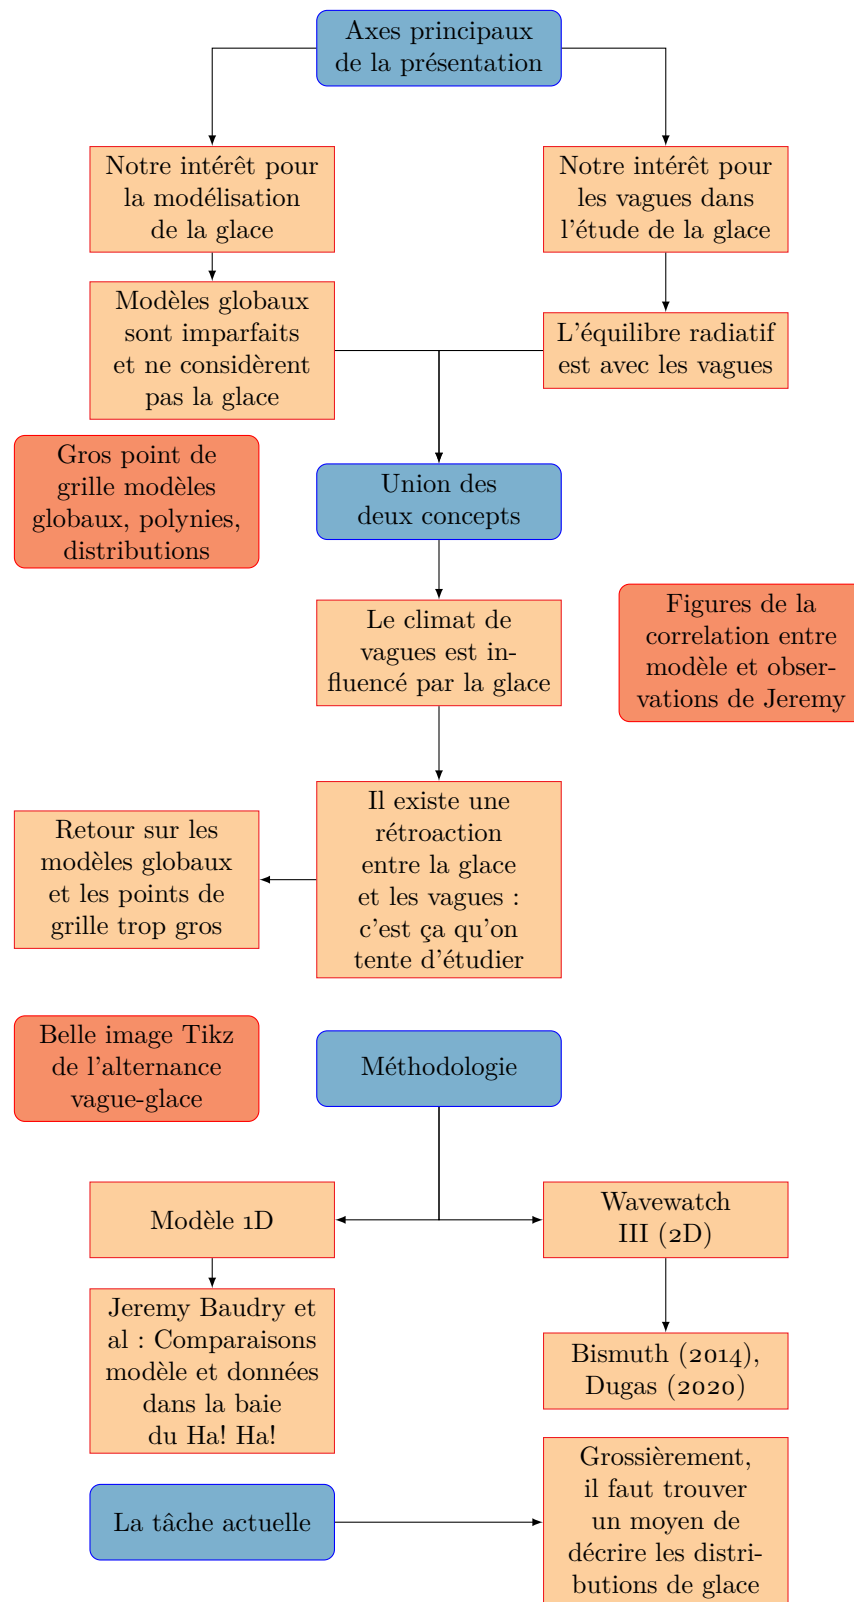 Axes principaux
de la présentation
Notre intérêt pour
la modélisation
de la glace
Notre intérêt pour
les vagues dans
l'étude de la glace
Modèles globaux
sont imparfaits
et ne considèrent
pas la glace
L'équilibre radiatif
est avec les vagues
Gros point de
grille modèles
globaux, polynies,
distributions
Union des
deux concepts
Le climat de
vagues est in-
fluencé par la glace
Figures de la
correlation entre
modèle et obser-
vations de Jeremy
Il existe une
rétroaction
entre la glace
et les vagues :
c'est ça qu'on
tente d'étudier
Retour sur les
modèles globaux
et les points de
grille trop gros
Belle image Tikz
de l'alternance
vague-glace
Méthodologie
Modèle 1D
Wavewatch
III (2D)
Jeremy Baudry et
al : Comparaisons
modèle et données
dans la baie
du Ha! Ha!
Bismuth (2014),
Dugas (2020)
La tâche actuelle
Grossièrement,
il faut trouver
un moyen de
décrire les distri-
butions de glace